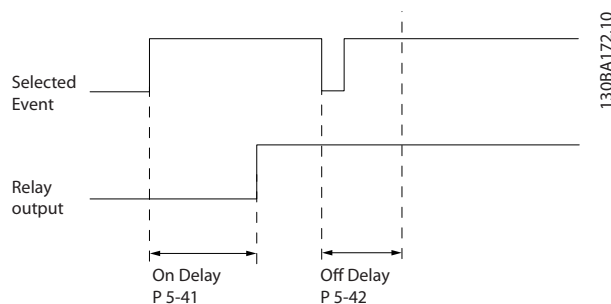 130BA172.10
Selected
Event
Relay
output
On Delay
P 5-41
Off Delay
P 5-42